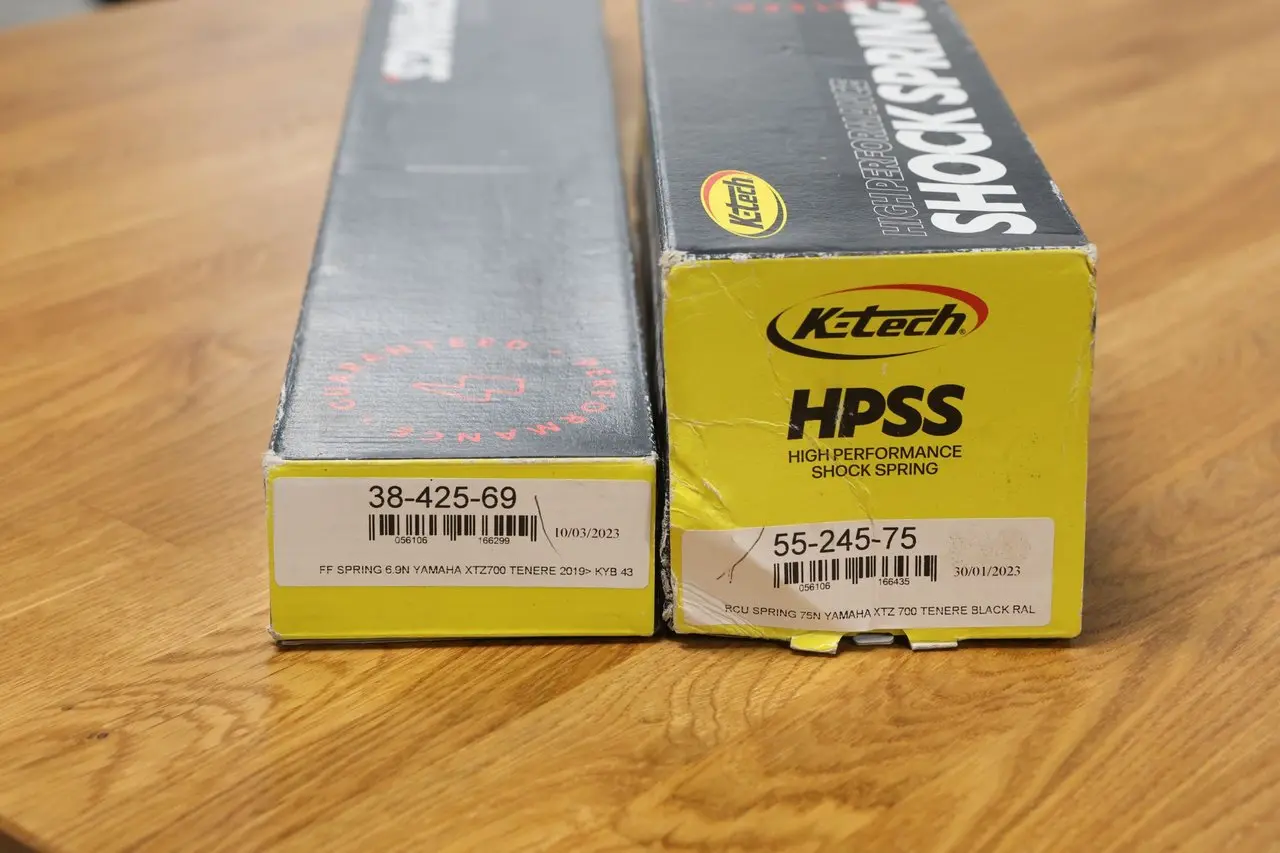 GUARENTEED PERFORMANCE
38-425-69
056106 166299
10/03/2023
FF SPRING 6.9N YAMAHA XTZ700 TENERE 2019> KYB 43
HIGH PERFORMANCE
SHOCK SPRING
K-tech
K-tech
HPSS
HIGH PERFORMANCE
SHOCK SPRING
55-245-75
056106 166435
30/01/2023
RCU SPRING 75N YAMAHA XTZ 700 TENERE BLACK RAL